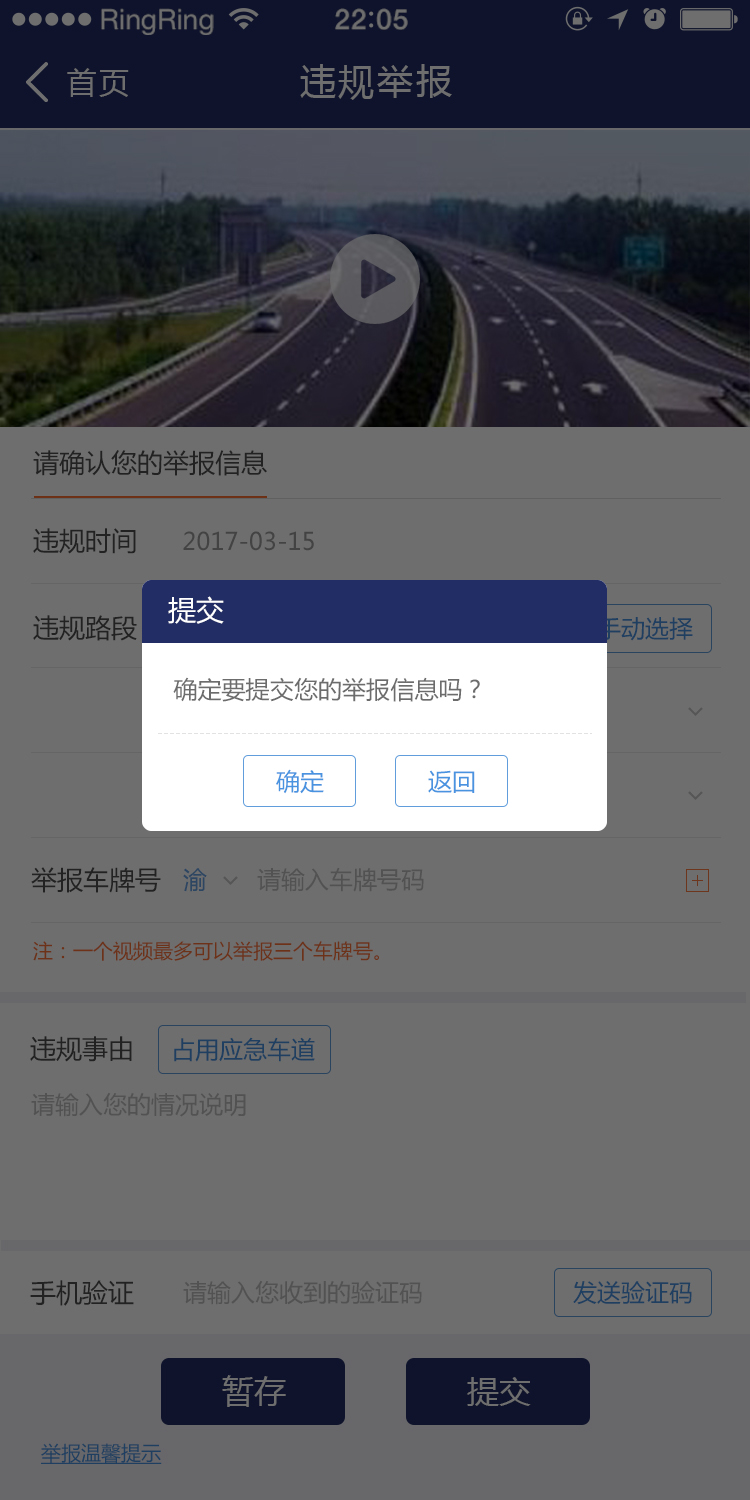 RingRing 22:05
首页 违规举报
请确认您的举报信息
违规时间 2017-03-15
违规路段 手动选择
提交
确定要提交您的举报信息吗？
确定 返回
举报车牌号 渝 请输入车牌号码
注：一个视频最多可以举报三个车牌号。
违规事由 占用应急车道
请输入您的情况说明
手机验证 请输入您收到的验证码 发送验证码
暂存 提交
举报温馨提示